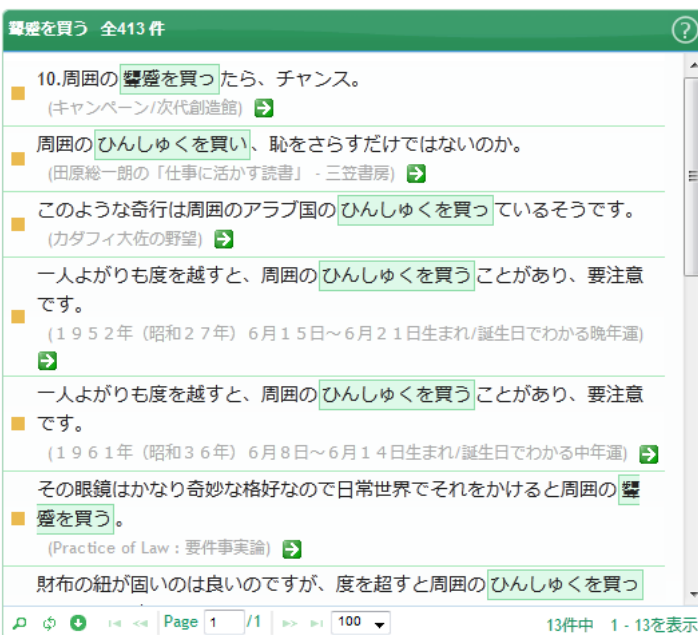 顰蹙を買う 全413件
?
10.周囲の顰蹙を買ったら、チャンス。
(キャンペーン/次代創造館)
周囲のひんしゅくを買い、恥をさらすだけではないのか。
(田原総一朗の「仕事に活かす読書」 - 三笠書房)
このような奇行は周囲のアラブ国のひんしゅくを買っているそうです。
(カダフィ大佐の野望)
一人よがりも度を越すと、周囲のひんしゅくを買うことがあり、要注意
です。
(1952年（昭和27年）6月15日～6月21日生まれ/誕生日でわかる晩年運)
一人よがりも度を越すと、周囲のひんしゅくを買うことがあり、要注意
です。
(1961年（昭和36年）6月8日～6月14日生まれ/誕生日でわかる中年運)
その眼鏡はかなり奇妙な格好なので日常世界でそれをかけると周囲の顰
蹙を買う。
(Practice of Law : 要件事実論)
財布の紐が固いのは良いのですが、度を超すと周囲のひんしゅくを買っ
Page 1 /1 100 13件中 1 - 13を表示